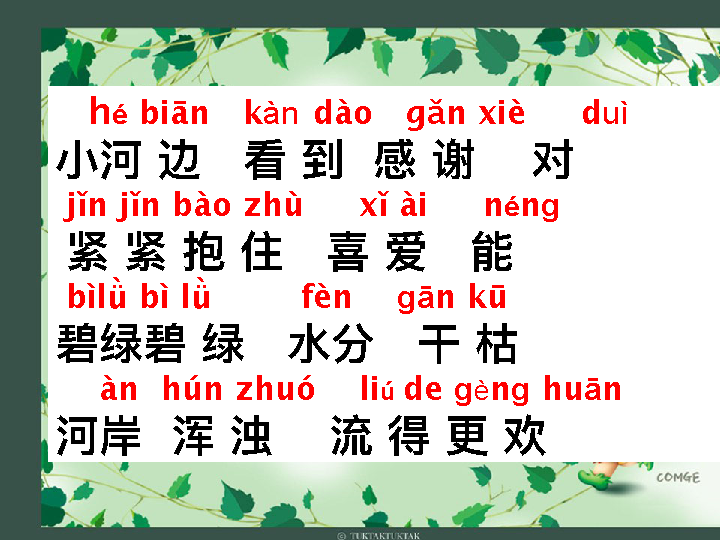 hé biān kàn dào gǎn xiè duì
小河 边 看 到 感 谢 对
jǐn jǐn bào zhù xǐ ài néng
紧 紧 抱 住 喜 爱 能
bìlǜ bì lǜ fèn gān kū
碧绿碧 绿 水分 干 枯
àn hún zhuó liú de gèng huān
河岸 浑 浊 流 得 更 欢
COMGE
© TUKTAKTUKTAK